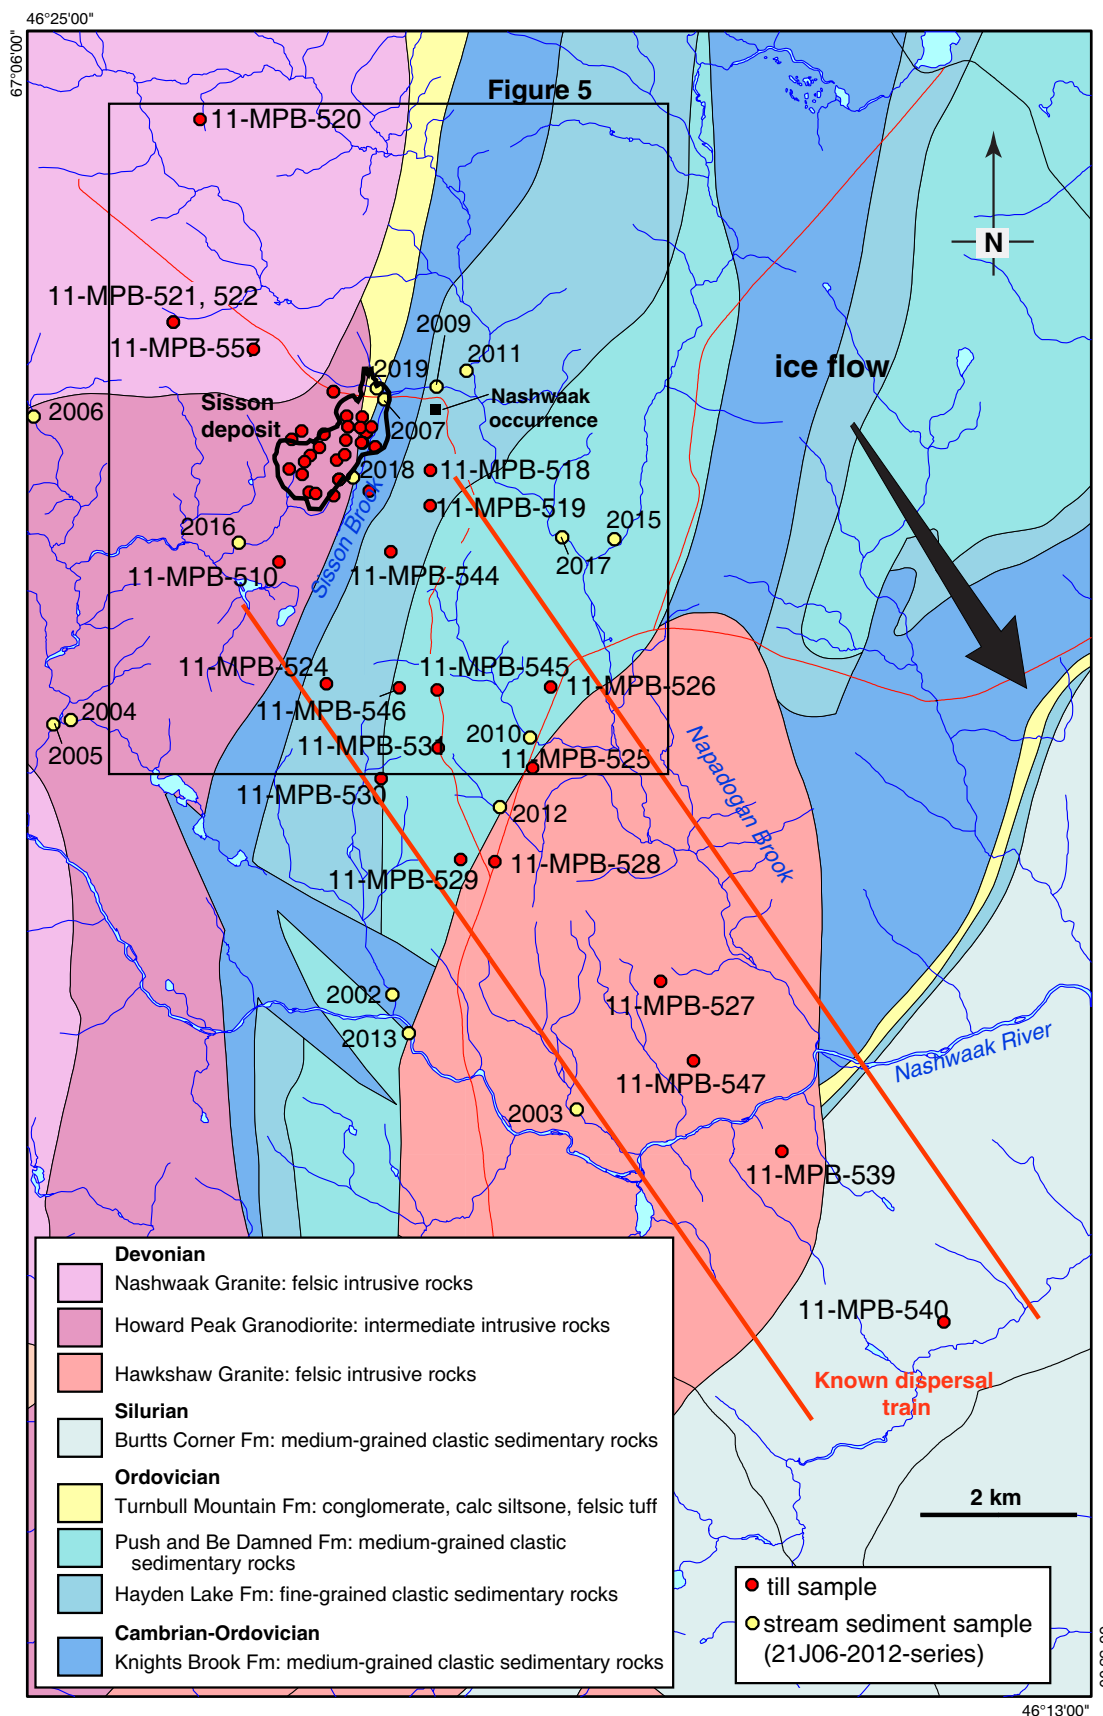 46°25'00"
67°06'00"
Figure 5
11-MPB-520
N
11-MPB-521, 522
2009
11-MPB-557
2011
2019
ice flow
Sisson
deposit
Nashwaak
occurrence
2006
2007
2018
11-MPB-518
11-MPB-519
2016
2015
2017
Sisson Brook
11-MPB-510
11-MPB-544
11-MPB-524
11-MPB-545
11-MPB-526
11-MPB-546
2004
2005
11-MPB-531
2010
11-MPB-525
Napadogan Brook
11-MPB-530
2012
11-MPB-529
11-MPB-528
2002
11-MPB-527
2013
Nashwaak River
11-MPB-547
2003
11-MPB-539
11-MPB-540
Known dispersal
train
2 km
Devonian
Nashwaak Granite: felsic intrusive rocks
Howard Peak Granodiorite: intermediate intrusive rocks
Hawkshaw Granite: felsic intrusive rocks
Silurian
Burtts Corner Fm: medium-grained clastic sedimentary rocks
Ordovician
Turnbull Mountain Fm: conglomerate, calc siltsone, felsic tuff
Push and Be Damned Fm: medium-grained clastic
sedimentary rocks
Hayden Lake Fm: fine-grained clastic sedimentary rocks
Cambrian-Ordovician
Knights Brook Fm: medium-grained clastic sedimentary rocks
till sample
stream sediment sample
(21J06-2012-series)
46°13'00"